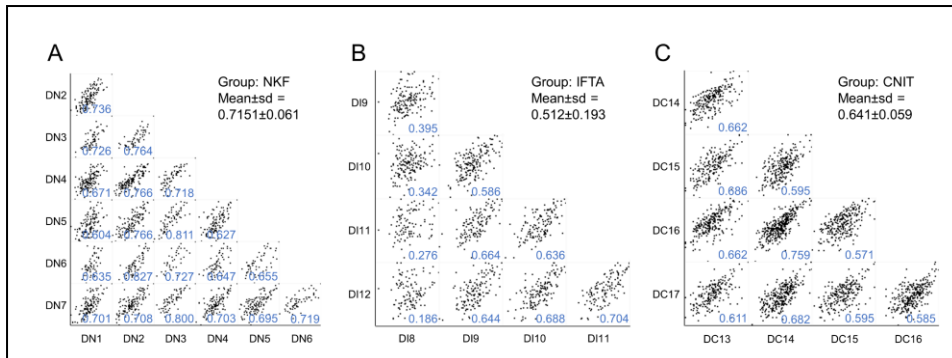 A
Group: NKF
Mean±sd =
0.7151±0.061
DN2
0.736
DN3
0.726 0.764
DN4
0.671 0.766 0.718
DN5
0.804 0.766 0.811 0.627
DN6
0.635 0.827 0.727 0.647 0.655
DN7
0.701 0.708 0.800 0.703 0.695 0.719
DN1 DN2 DN3 DN4 DN5 DN6
B
Group: IFTA
Mean±sd =
0.512±0.193
DI9
0.395
DI10
0.342 0.586
DI11
0.276 0.664 0.636
DI12
0.186 0.644 0.688 0.704
DI8 DI9 DI10 DI11
C
Group: CNIT
Mean±sd =
0.641±0.059
DC14
0.662
DC15
0.686 0.595
DC16
0.662 0.759 0.571
DC17
0.611 0.682 0.595 0.585
DC13 DC14 DC15 DC16